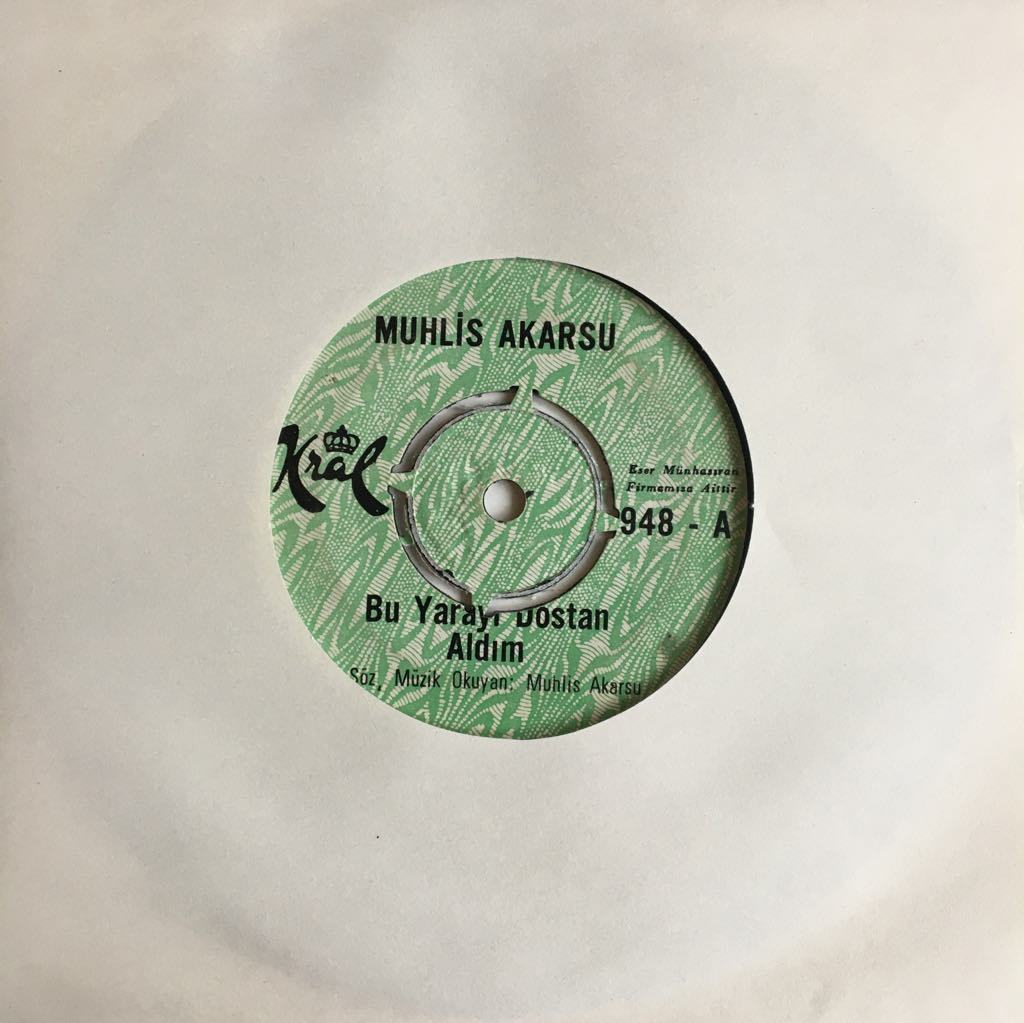 MUHLİS AKARSU
Kral
Eser Münhasıran
Firmamıza Aittir
948 - A
Bu Yarayı Dostan
Aldım
Söz, Müzik Okuyan: Muhlis Akarsu